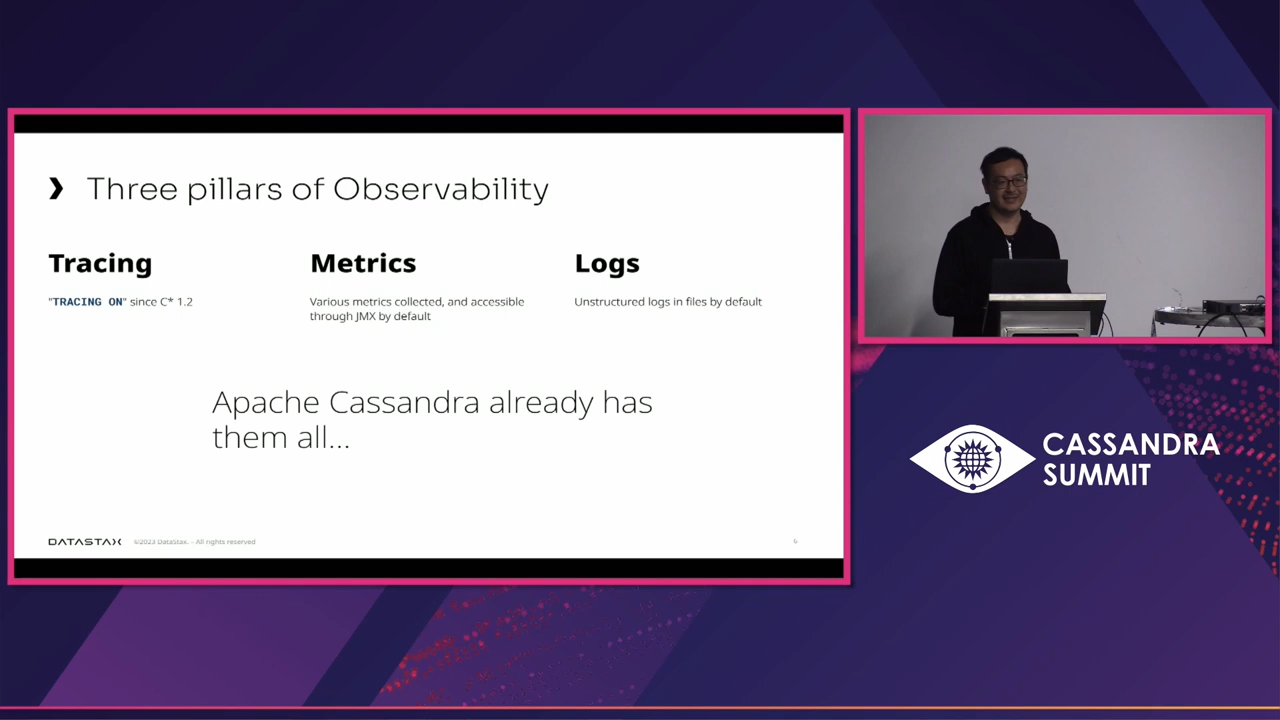 ❯ Three pillars of Observability
Tracing
"TRACING ON" since C* 1.2
Metrics
Various metrics collected, and accessible
through JMX by default
Logs
Unstructured logs in files by default
Apache Cassandra already has
them all...
DATASTAX ©2023 DataStax. – All rights reserved
6
CASSANDRA
SUMMIT